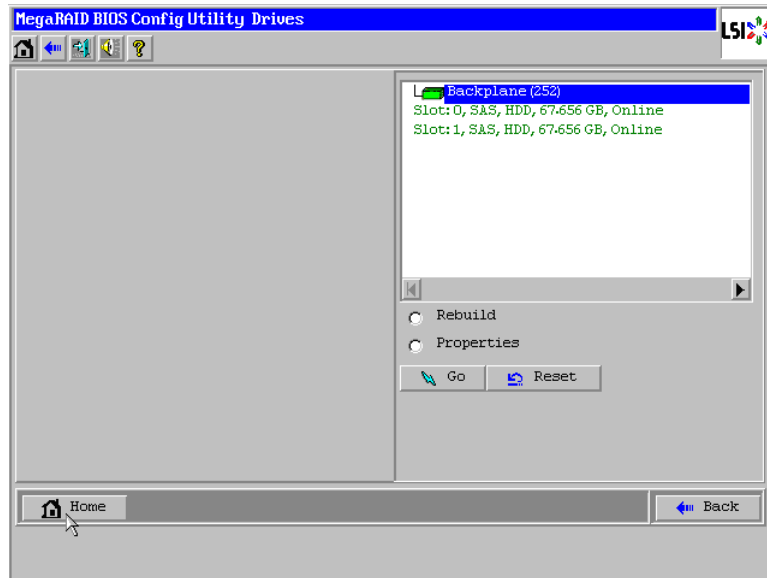 MegaRAID BIOS Config Utility Drives
LSI
Backplane (252)
Slot: 0, SAS, HDD, 67.656 GB, Online
Slot: 1, SAS, HDD, 67.656 GB, Online
Rebuild
Properties
Go
Reset
Home
Back